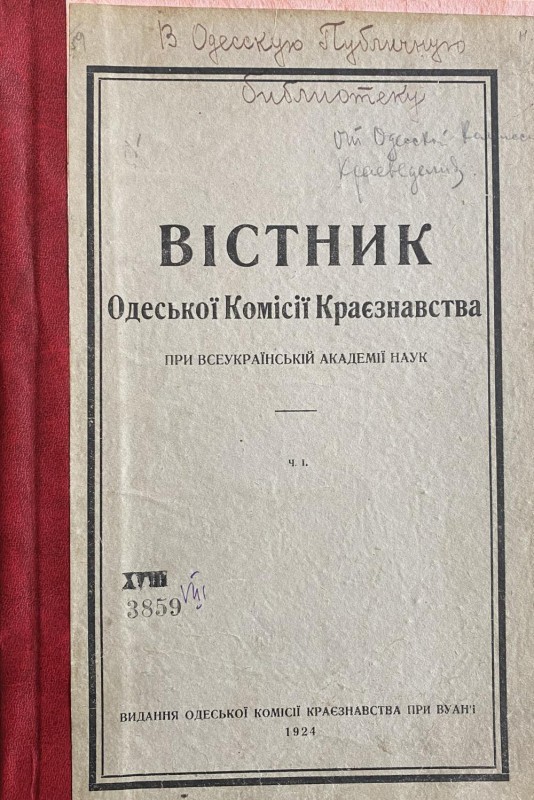 В Одесскую Публичную
библиотеку
от Одесской
Краеведения.
ВІСТНИК
Одеської Комісії Краєзнавства
ПРИ ВСЕУКРАЇНСЬКІЙ АКАДЕМІЇ НАУК
Ч. І.
XVIII
3859
VIII
ВИДАННЯ ОДЕСЬКОЇ КОМІСІЇ КРАЄЗНАВСТВА ПРИ ВУАН'І
1924